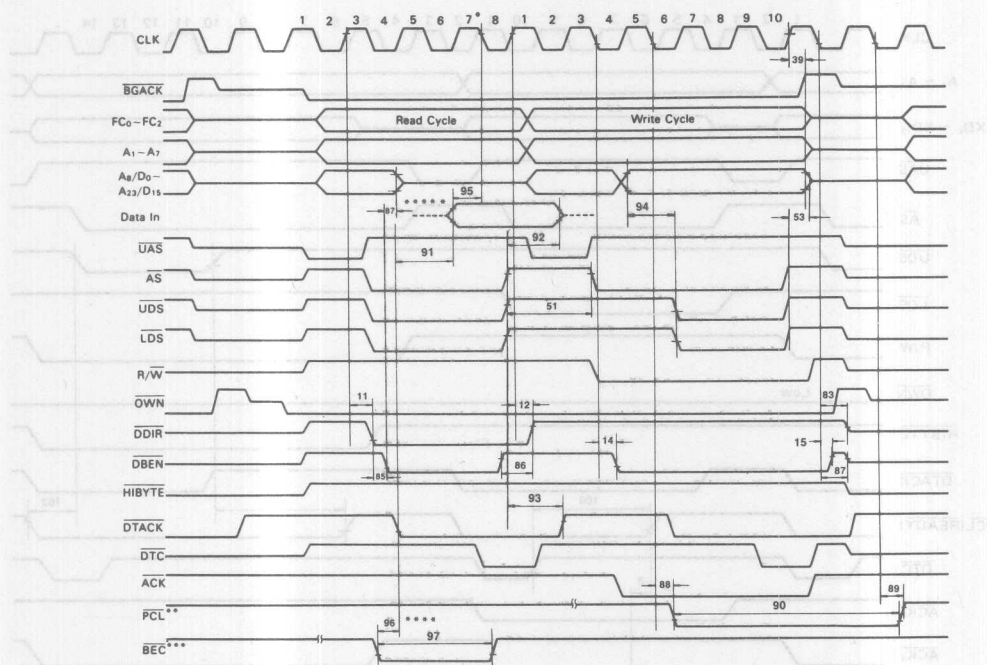 1 2 3 4 5 6 7* 8 1 2 3 4 5 6 7 8 9 10
CLK
39
BGACK
FC0~FC2 Read Cycle Write Cycle
A1~A7
A8/D0~
A23/D15
87 ***** 95 94 53
Data In
91 92
UAS
AS
UDS 51
LDS
R/W
OWN 11 12 83
DDIR
DBEN 85 86 14 15 87
HIBYTE
93
DTACK
DTC
ACK
88 89
PCL** 90
96 ****
BEC*** 97